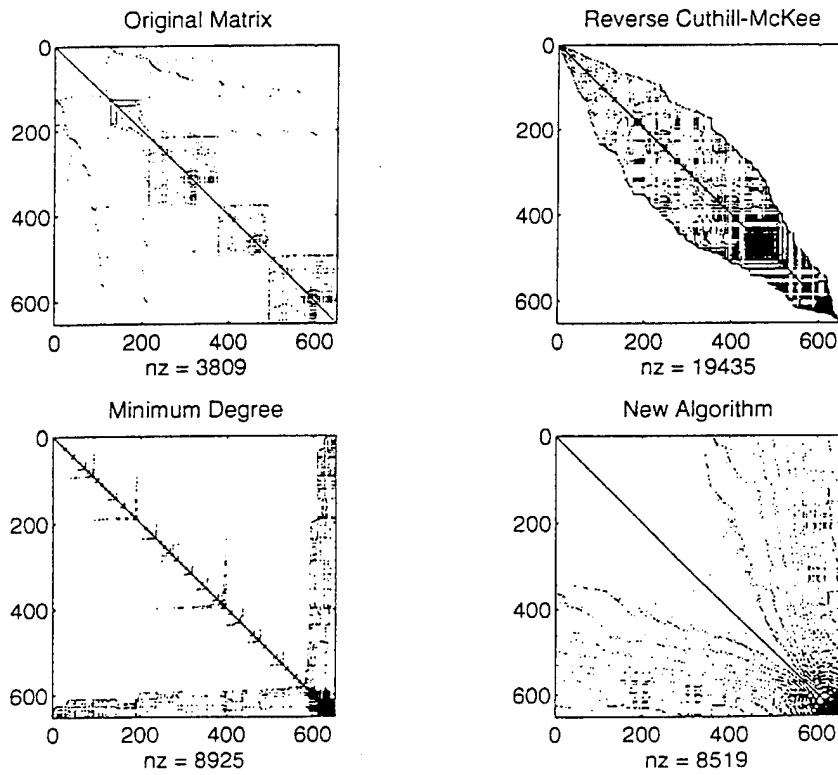 Original Matrix
0
200
400
600
0 200 400 600
nz = 3809
Reverse Cuthill-McKee
0
200
400
600
0 200 400 600
nz = 19435
Minimum Degree
0
200
400
600
0 200 400 600
nz = 8925
New Algorithm
0
200
400
600
0 200 400 600
nz = 8519